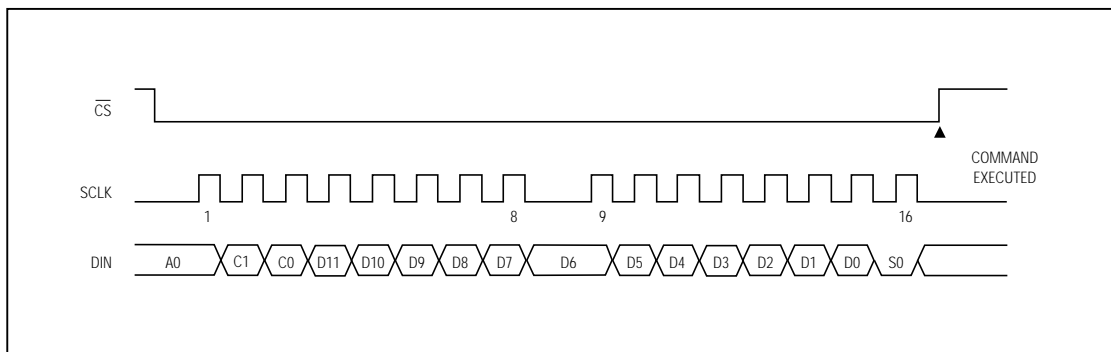 C̅S̅
COMMAND
EXECUTED
SCLK
1 8 9 16
DIN A0 C1 C0 D11 D10 D9 D8 D7 D6 D5 D4 D3 D2 D1 D0 S0